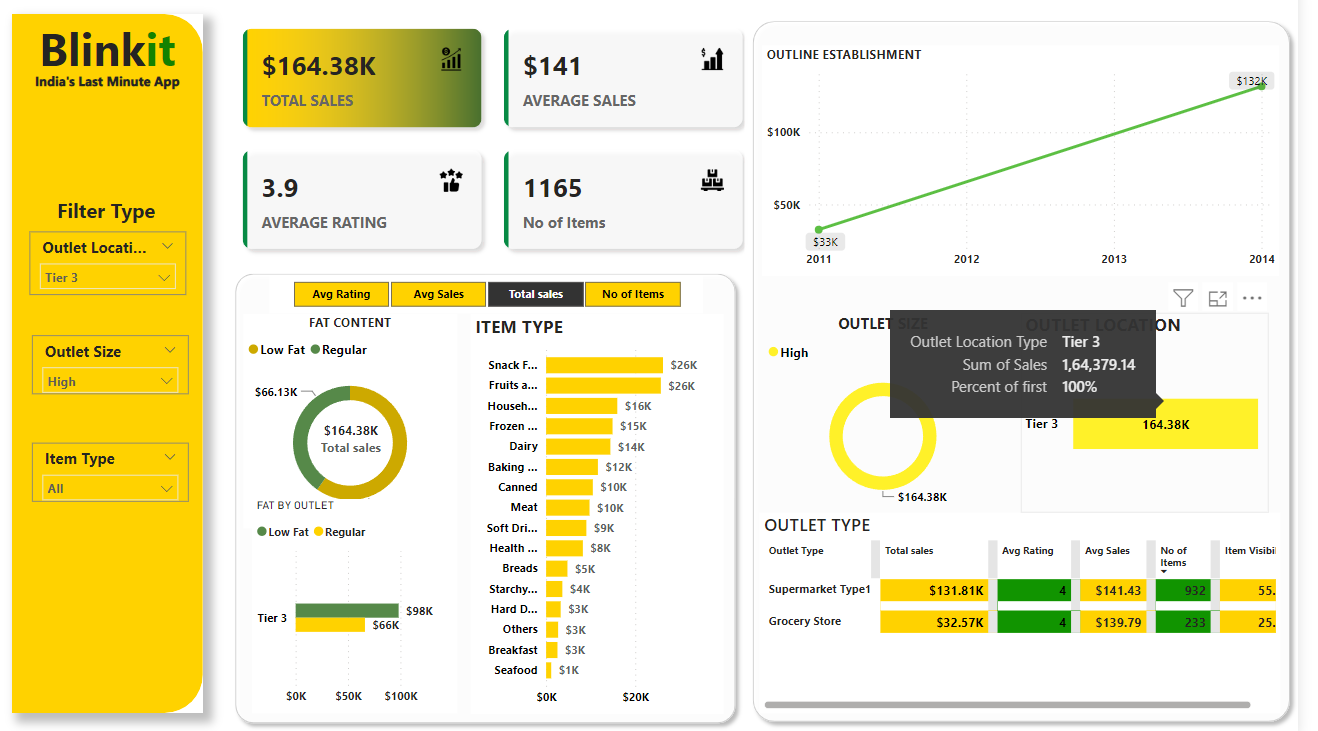 Blinkit
India's Last Minute App
Filter Type
Outlet Locati...
Tier 3
Outlet Size
High
Item Type
All
$164.38K
TOTAL SALES
$141
AVERAGE SALES
3.9
AVERAGE RATING
1165
No of Items
Avg Rating
Avg Sales
Total sales
No of Items
FAT CONTENT
Low Fat Regular
$66.13K
$164.38K
Total sales
FAT BY OUTLET
Low Fat Regular
Tier 3
$98K
$66K
$0K $50K $100K
ITEM TYPE
Snack F... $26K
Fruits a... $26K
Househ... $16K
Frozen ... $15K
Dairy $14K
Baking ... $12K
Canned $10K
Meat $10K
Soft Dri... $9K
Health ... $8K
Breads $5K
Starchy... $4K
Hard D... $3K
Others $3K
Breakfast $3K
Seafood $1K
$0K $20K
OUTLINE ESTABLISHMENT
$132K
$100K
$50K
$33K
2011 2012 2013 2014
OUTLET SIZE
High
$164.38K
OUTLET LOCATION
Outlet Location Type Tier 3
Sum of Sales 1,64,379.14
Percent of first 100%
Tier 3 164.38K
OUTLET TYPE
Outlet Type Total sales Avg Rating Avg Sales No of Items Item Visibi
Supermarket Type1 $131.81K 4 $141.43 932 55.
Grocery Store $32.57K 4 $139.79 233 25.